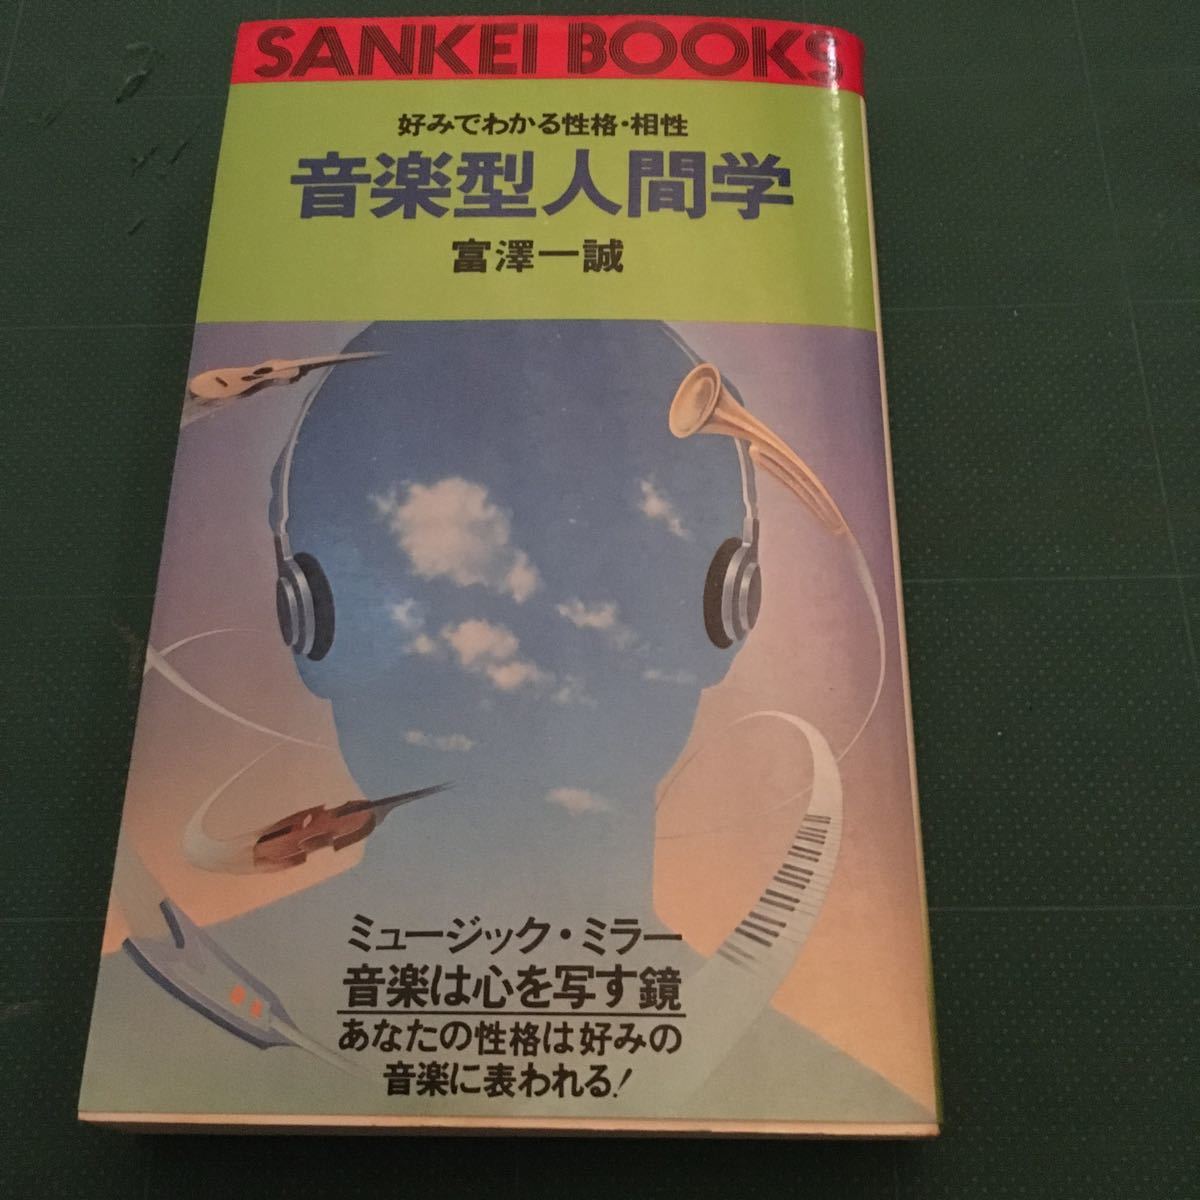 SANKEI BOOKS
好みでわかる性格・相性
音楽型人間学
富澤一誠
ミュージック・ミラー
音楽は心を写す鏡
あなたの性格は好みの
音楽に表われる!